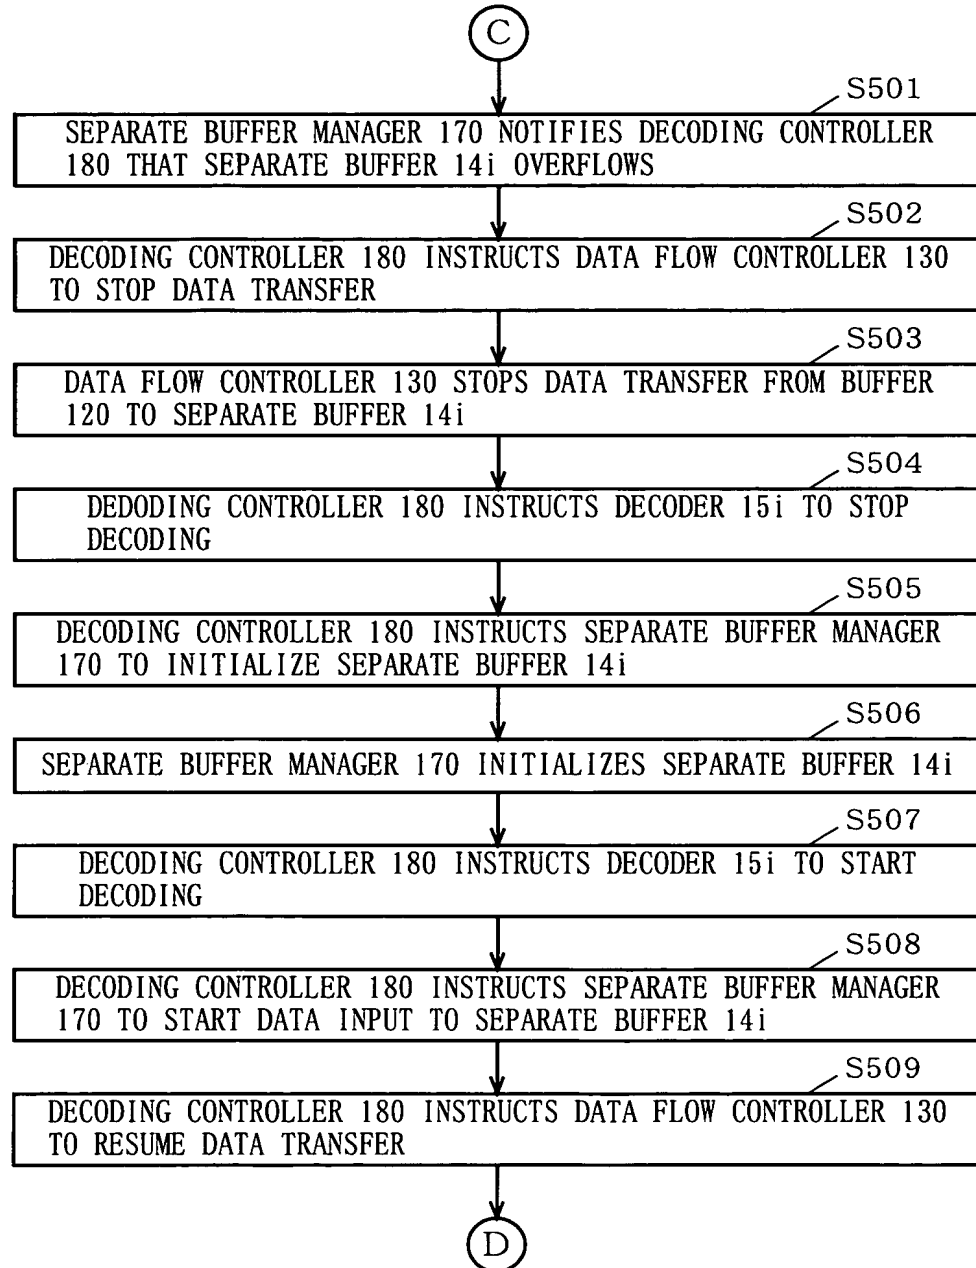 C
S501
SEPARATE BUFFER MANAGER 170 NOTIFIES DECODING CONTROLLER
180 THAT SEPARATE BUFFER 14i OVERFLOWS
S502
DECODING CONTROLLER 180 INSTRUCTS DATA FLOW CONTROLLER 130
TO STOP DATA TRANSFER
S503
DATA FLOW CONTROLLER 130 STOPS DATA TRANSFER FROM BUFFER
120 TO SEPARATE BUFFER 14i
S504
DEDODING CONTROLLER 180 INSTRUCTS DECODER 15i TO STOP
DECODING
S505
DECODING CONTROLLER 180 INSTRUCTS SEPARATE BUFFER MANAGER
170 TO INITIALIZE SEPARATE BUFFER 14i
S506
SEPARATE BUFFER MANAGER 170 INITIALIZES SEPARATE BUFFER 14i
S507
DECODING CONTROLLER 180 INSTRUCTS DECODER 15i TO START
DECODING
S508
DECODING CONTROLLER 180 INSTRUCTS SEPARATE BUFFER MANAGER
170 TO START DATA INPUT TO SEPARATE BUFFER 14i
S509
DECODING CONTROLLER 180 INSTRUCTS DATA FLOW CONTROLLER 130
TO RESUME DATA TRANSFER
D